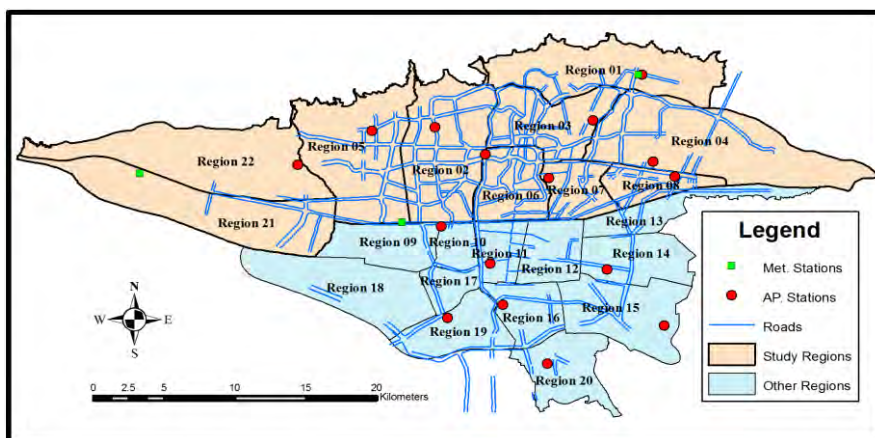 Region 01
Region 03
Region 04
Region 05
Region 22
Region 02
Region 06
Region 07
Region 08
Region 21
Region 13
Region 09
Region 10
Region 11
Region 12
Region 14
Region 18
Region 17
Region 15
Region 16
Region 19
Region 20
N
W E
S
0 2.5 5 10 15 20
Kilometers
Legend
Met. Stations
AP. Stations
Roads
Study Regions
Other Regions